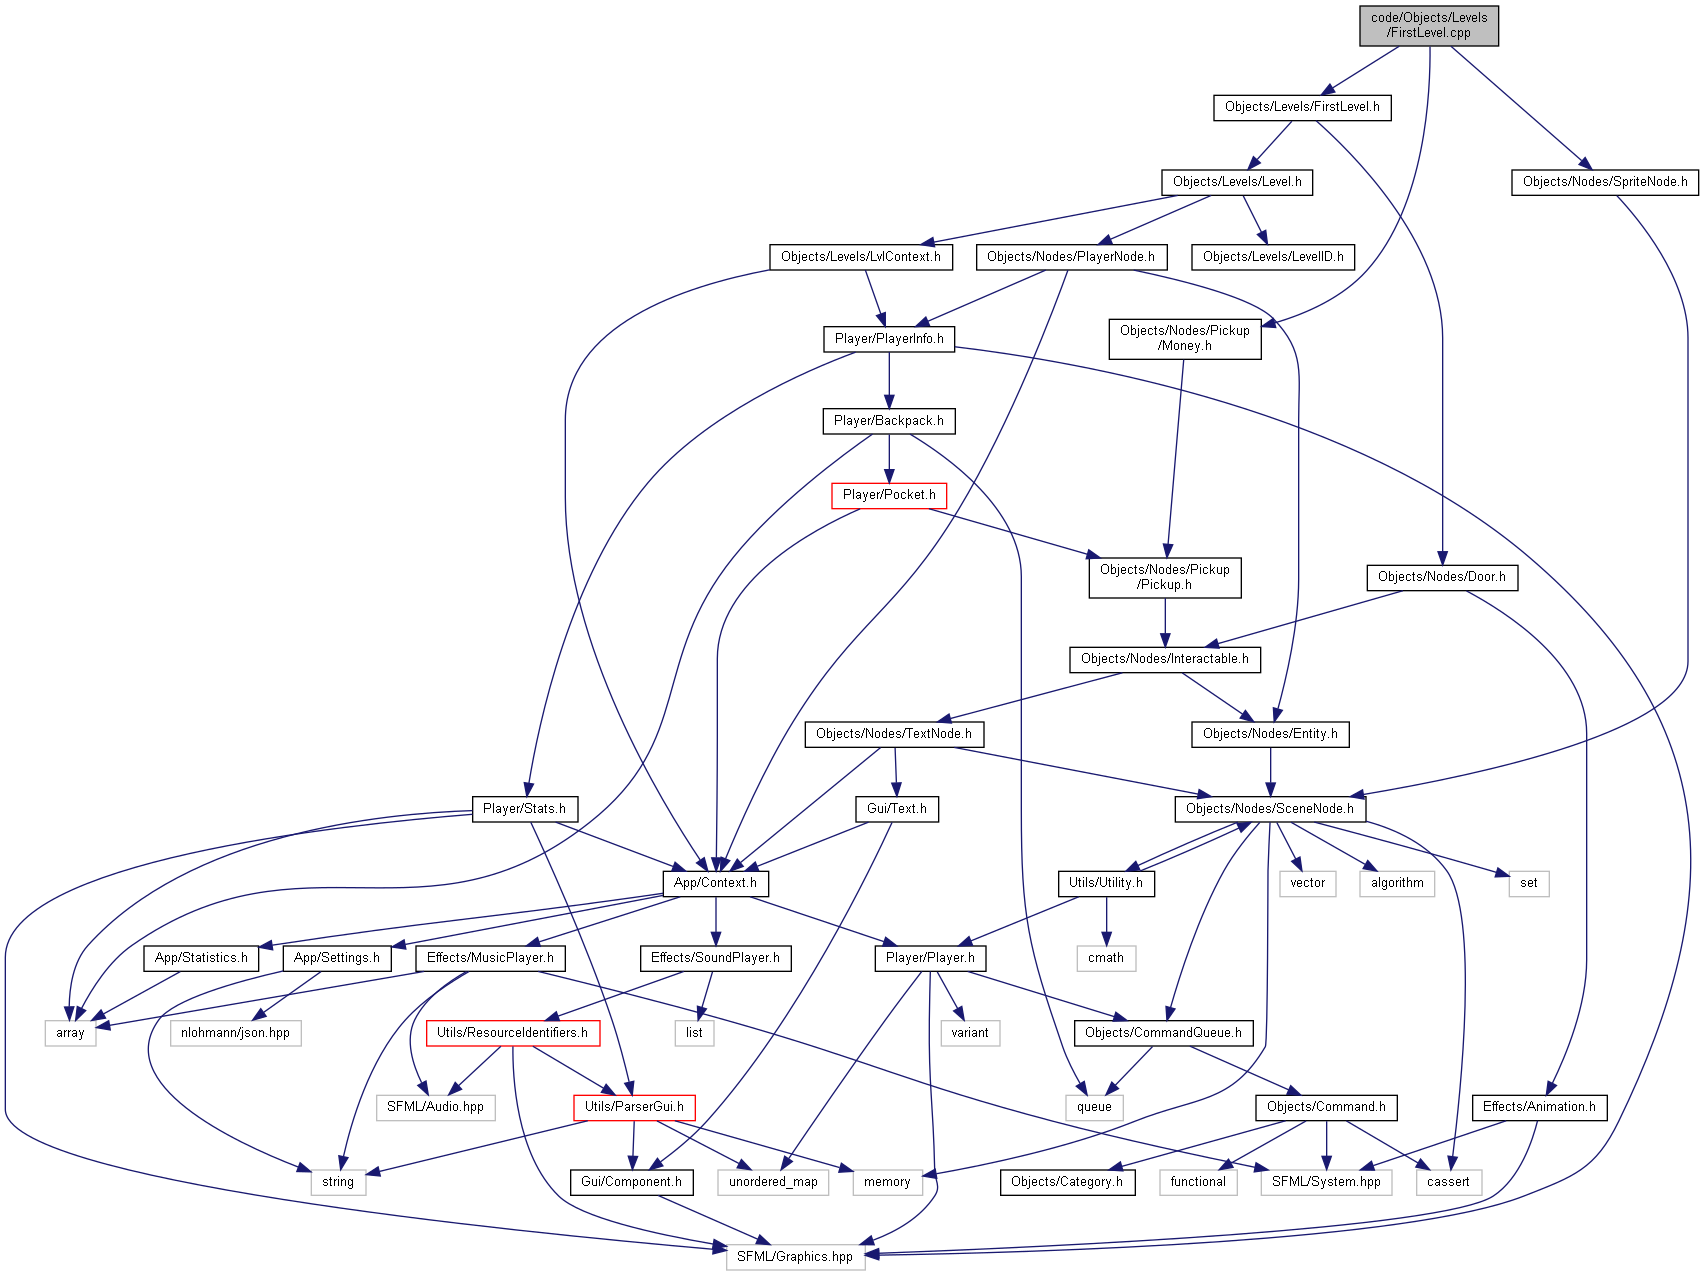 code/Objects/Levels
/FirstLevel.cpp
Objects/Levels/FirstLevel.h
Objects/Levels/Level.h
Objects/Nodes/SpriteNode.h
Objects/Levels/LvlContext.h
Objects/Nodes/PlayerNode.h
Objects/Levels/LevelID.h
Player/PlayerInfo.h
Objects/Nodes/Pickup
/Money.h
Player/Backpack.h
Player/Pocket.h
Objects/Nodes/Pickup
/Pickup.h
Objects/Nodes/Door.h
Objects/Nodes/Interactable.h
Objects/Nodes/TextNode.h
Objects/Nodes/Entity.h
Player/Stats.h
Gui/Text.h
Objects/Nodes/SceneNode.h
App/Context.h
Utils/Utility.h
vector
algorithm
set
App/Statistics.h
App/Settings.h
Effects/MusicPlayer.h
Effects/SoundPlayer.h
Player/Player.h
cmath
array
nlohmann/json.hpp
Utils/ResourceIdentifiers.h
list
variant
Objects/CommandQueue.h
SFML/Audio.hpp
Utils/ParserGui.h
queue
Objects/Command.h
Effects/Animation.h
string
Gui/Component.h
unordered_map
memory
Objects/Category.h
functional
SFML/System.hpp
cassert
SFML/Graphics.hpp